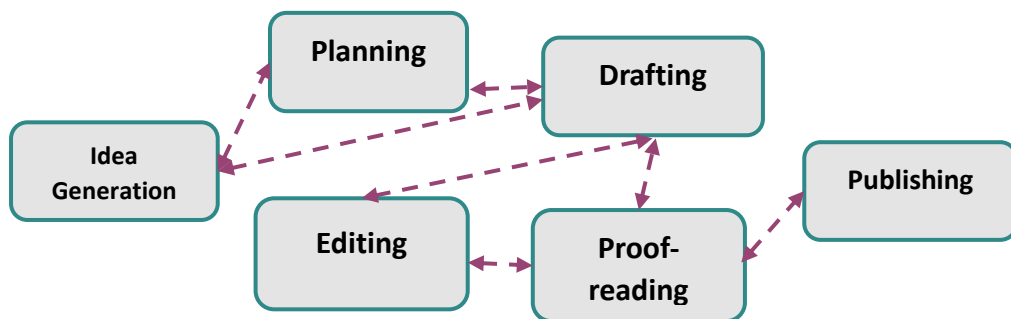 Idea
Generation
Planning
Drafting
Editing
Proof-
reading
Publishing